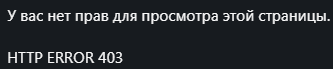 У вас нет прав для просмотра этой страницы.
HTTP ERROR 403